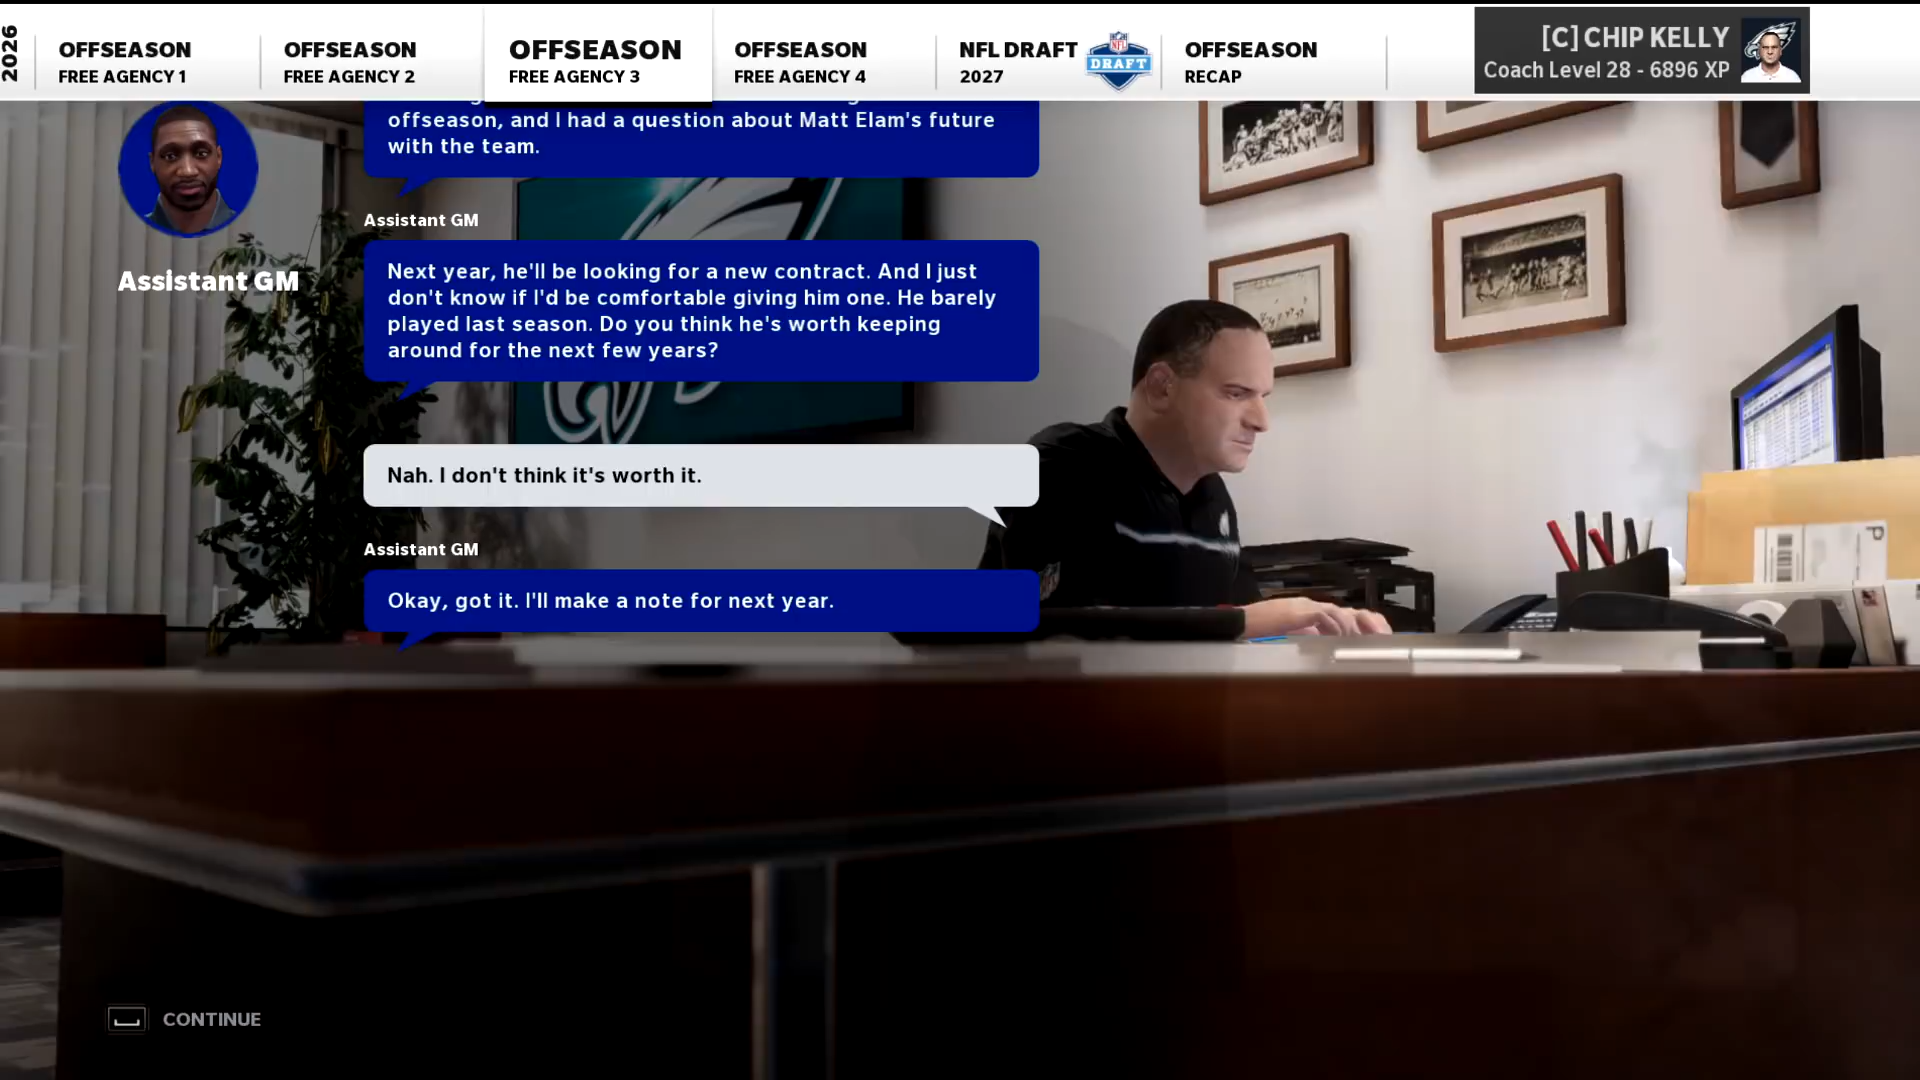 2026
OFFSEASON
FREE AGENCY 1
OFFSEASON
FREE AGENCY 2
OFFSEASON
FREE AGENCY 3
OFFSEASON
FREE AGENCY 4
NFL DRAFT
2027
NFL
DRAFT
OFFSEASON
RECAP
[C] CHIP KELLY
Coach Level 28 - 6896 XP
Assistant GM
offseason, and I had a question about Matt Elam's future
with the team.
Assistant GM
Next year, he'll be looking for a new contract. And I just
don't know if I'd be comfortable giving him one. He barely
played last season. Do you think he's worth keeping
around for the next few years?
Nah. I don't think it's worth it.
Assistant GM
Okay, got it. I'll make a note for next year.
CONTINUE